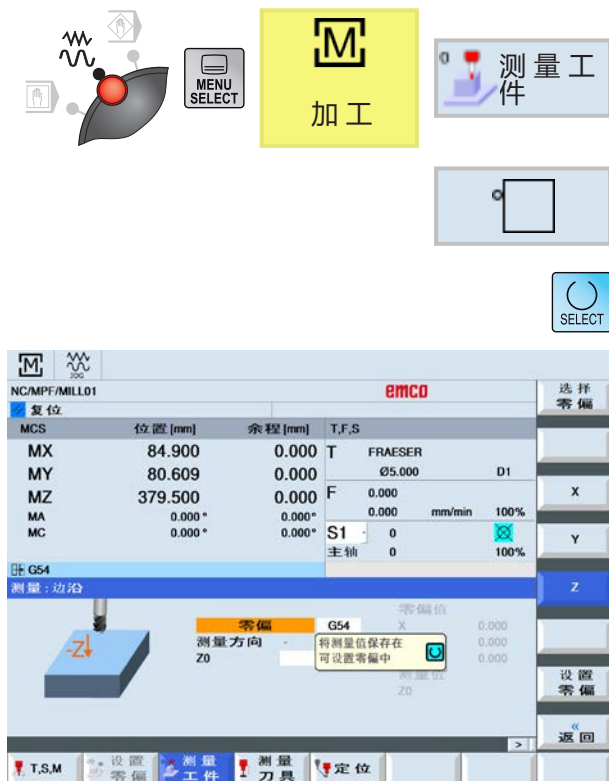 MENU
SELECT
M
加工
测量工
件
SELECT
M
JOG
NC/MPF/MILL01
emco
选择
零偏
复位
MCS 位置 [mm] 余程 [mm] T,F,S
MX 84.900 0.000 T FRAESER
MY 80.609 0.000 Ø5.000 D1
MZ 379.500 0.000 F 0.000
0.000 mm/min 100%
MA 0.000 ° 0.000°
MC 0.000 ° 0.000°
S1 0
主轴 0 100%
X
Y
Z
G54
测量:边沿
零偏值
零偏 G54 X 0.000
测量方向 - 0.000
Z0 0.000
将测量值保存在
可设置零偏中
测量值
Z0
-Z
设置
零偏
«
返回
>
T,S,M
设置
零偏
测量
工件
测量
刀具
定位